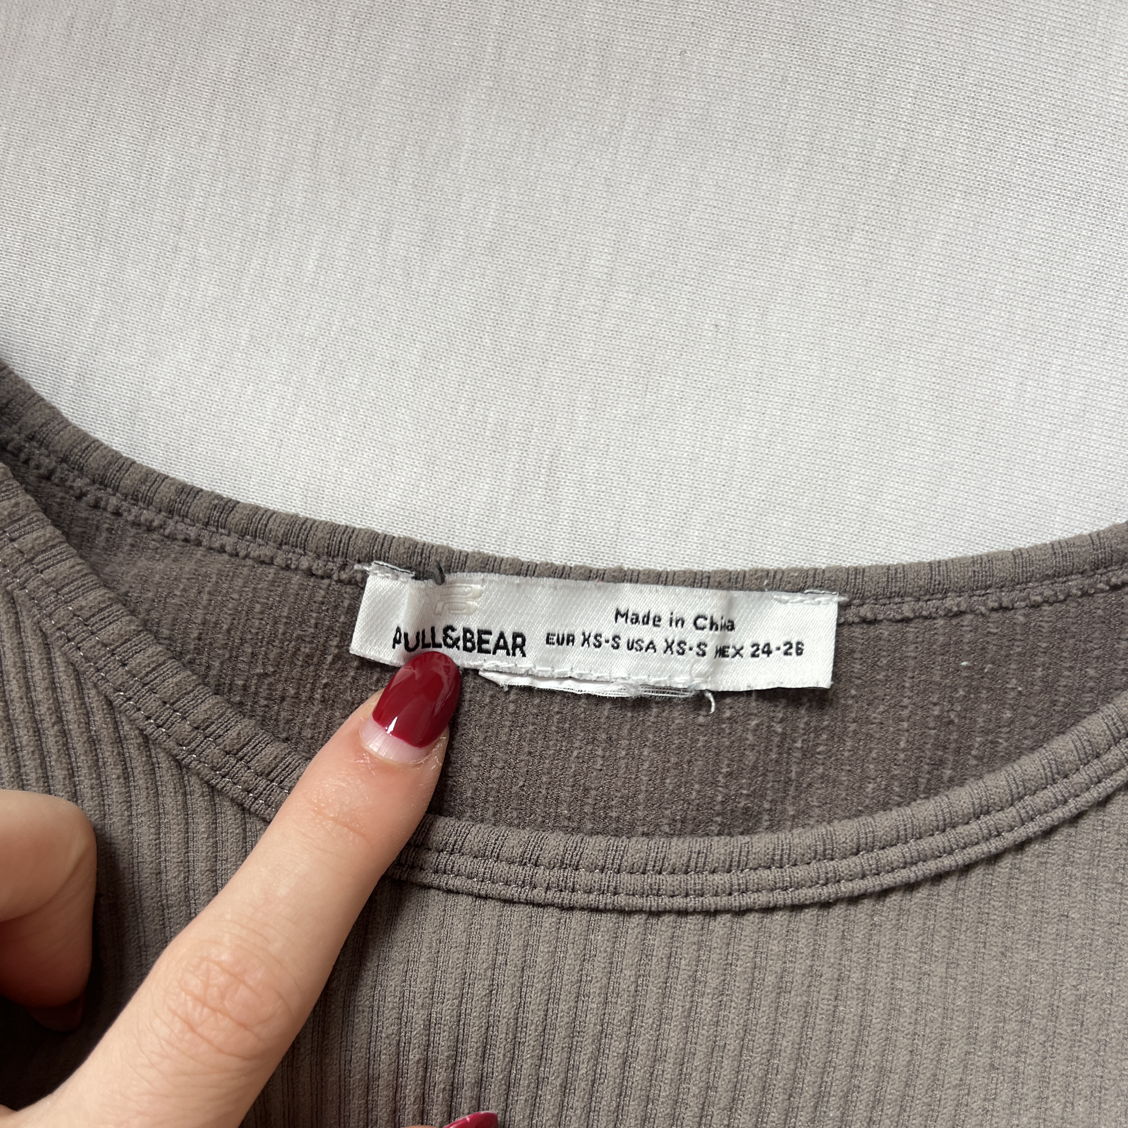 PULL&BEAR
Made in China
EUR XS-S USA XS-S MEX 24-26